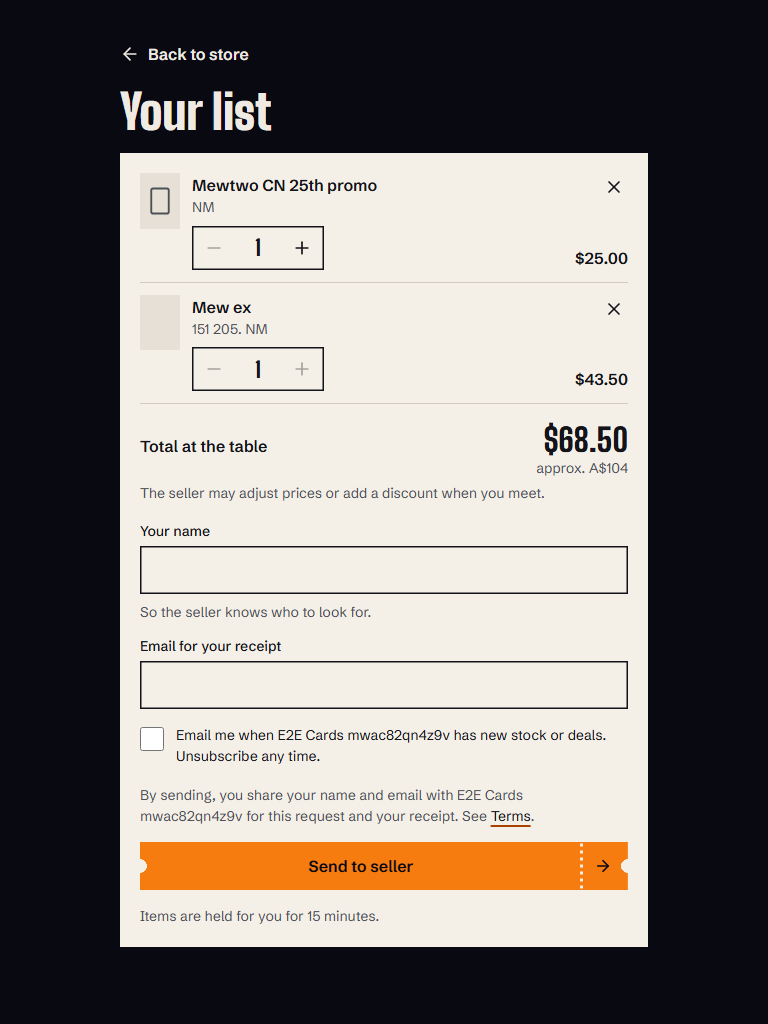 Back to store
Your list
Mewtwo CN 25th promo
NM
1
$25.00
Mew ex
151 205. NM
1
$43.50
Total at the table
$68.50
approx. A$104
The seller may adjust prices or add a discount when you meet.
Your name
So the seller knows who to look for.
Email for your receipt
Email me when E2E Cards mwac82qn4z9v has new stock or deals.
Unsubscribe any time.
By sending, you share your name and email with E2E Cards
mwac82qn4z9v for this request and your receipt. See Terms.
Send to seller
Items are held for you for 15 minutes.